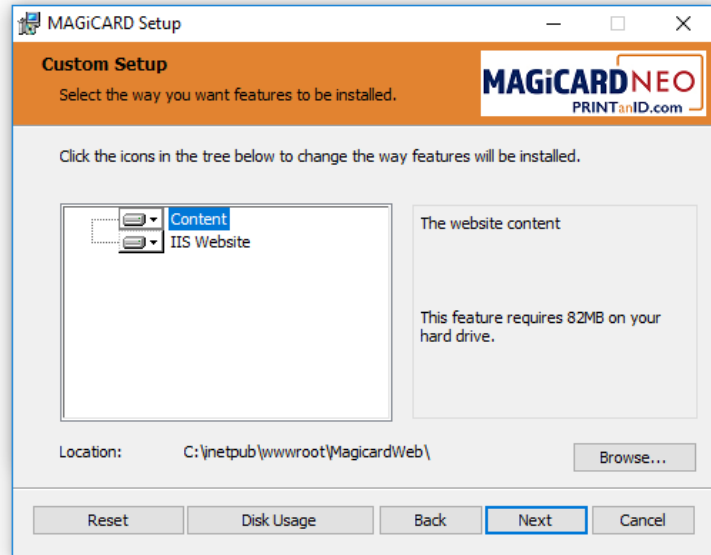 MAGiCARD Setup
Custom Setup
Select the way you want features to be installed.
MAGiCARDNEO
PRINTanID.com
Click the icons in the tree below to change the way features will be installed.
Content
IIS Website
The website content
This feature requires 82MB on your
hard drive.
Location: C:\inetpub\wwwroot\MagicardWeb\
Browse...
Reset Disk Usage Back Next Cancel